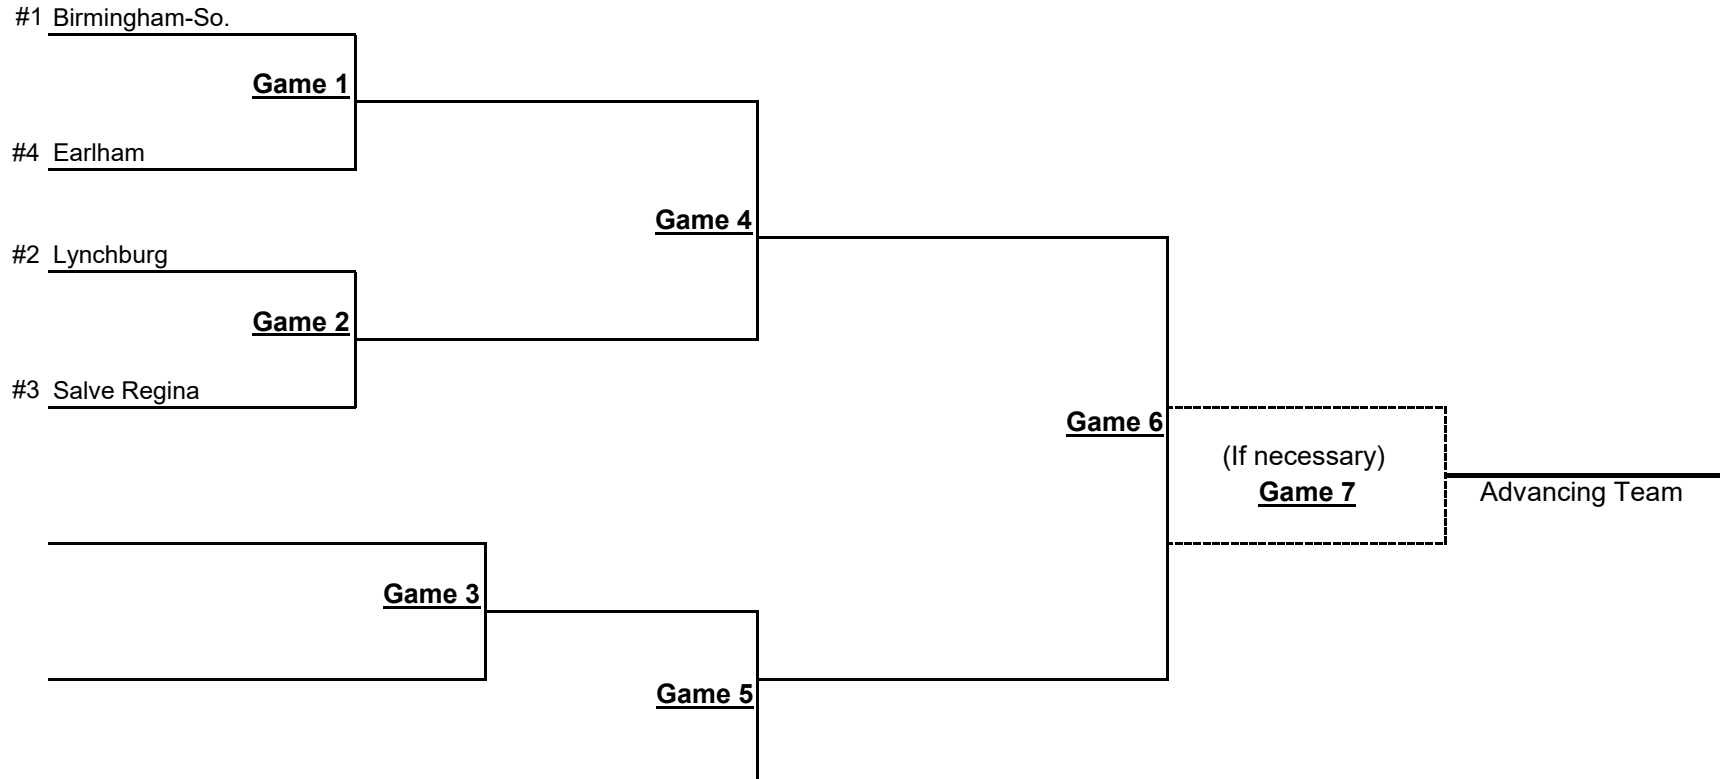 #1 Birmingham-So.
Game 1
#4 Earlham
Game 4
#2 Lynchburg
Game 2
#3 Salve Regina
Game 6
(If necessary)
Game 7
Advancing Team
Game 3
Game 5